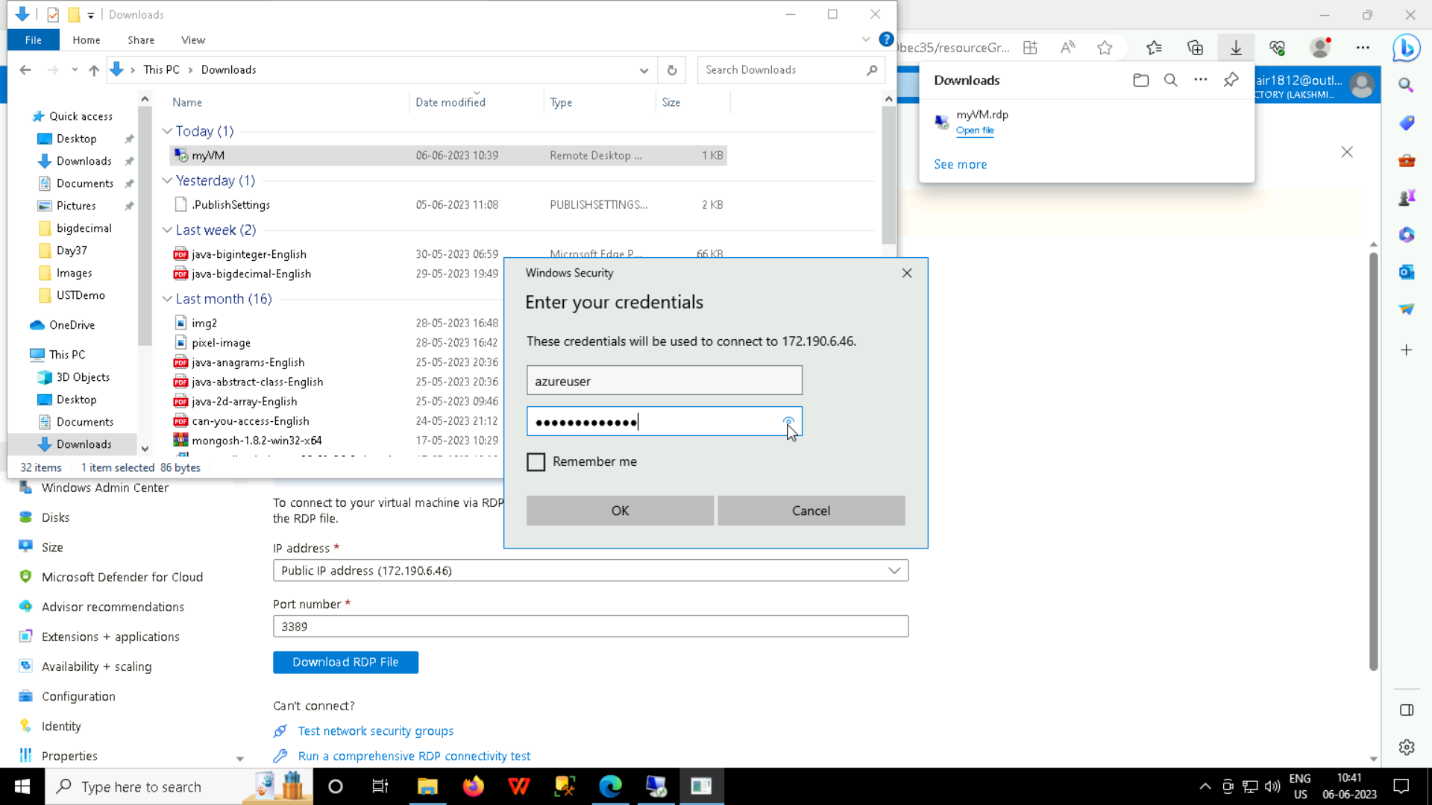 Downloads
File
Home
Share
View
This PC
Downloads
Search Downloads
Name
Date modified
Type
Size
Quick access
Desktop
Downloads
Documents
Pictures
bigdecimal
Day37
Images
USTDemo
OneDrive
This PC
3D Objects
Desktop
Documents
Downloads
Today (1)
myVM 06-06-2023 10:39 Remote Desktop ... 1 KB
Yesterday (1)
.PublishSettings 05-06-2023 11:08 PUBLISHSETTINGS... 2 KB
Last week (2)
java-biginteger-English 30-05-2023 06:59 Microsoft Edge P... 66 KB
java-bigdecimal-English 29-05-2023 19:49
Last month (16)
img2 28-05-2023 16:48
pixel-image 28-05-2023 16:42
java-anagrams-English 25-05-2023 20:36
java-abstract-class-English 25-05-2023 20:36
java-2d-array-English 25-05-2023 09:46
can-you-access-English 24-05-2023 21:12
mongosh-1.8.2-win32-x64 17-05-2023 10:29
32 items 1 item selected 86 bytes
0bec35/resourceGr...
air1812@outl...
CTORY (LAKSHMI...
Downloads
myVM.rdp
Open file
See more
Windows Security
Enter your credentials
These credentials will be used to connect to 172.190.6.46.
azureuser
●●●●●●●●●●●●●
Remember me
OK
Cancel
Windows Admin Center
Disks
Size
Microsoft Defender for Cloud
Advisor recommendations
Extensions + applications
Availability + scaling
Configuration
Identity
Properties
To connect to your virtual machine via RDP
the RDP file.
IP address *
Public IP address (172.190.6.46)
Port number *
3389
Download RDP File
Can't connect?
Test network security groups
Run a comprehensive RDP connectivity test
Type here to search
ENG
US
10:41
06-06-2023